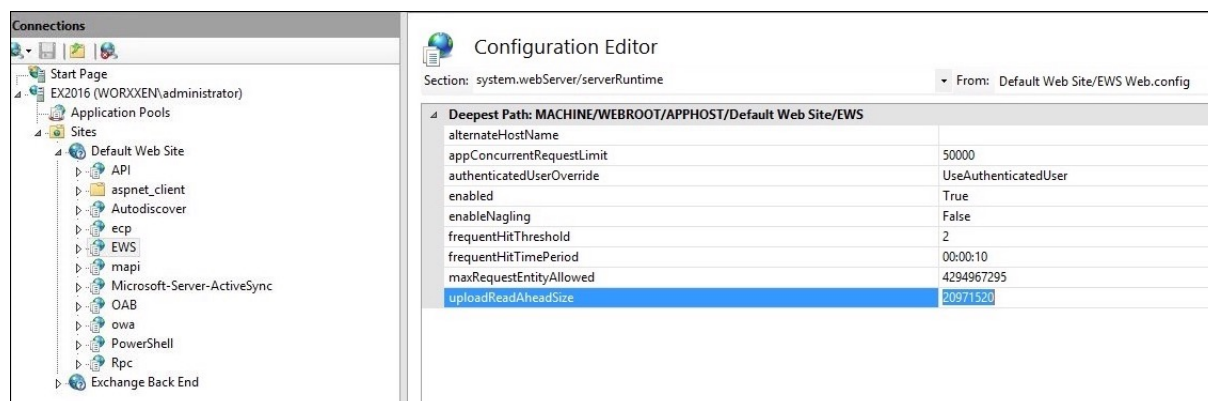 Connections
Start Page
EX2016 (WORXXEN\administrator)
Application Pools
Sites
Default Web Site
API
aspnet_client
Autodiscover
ecp
EWS
mapi
Microsoft-Server-ActiveSync
OAB
owa
PowerShell
Rpc
Exchange Back End
Configuration Editor
Section: system.webServer/serverRuntime From: Default Web Site/EWS Web.config
Deepest Path: MACHINE/WEBROOT/APPHOST/Default Web Site/EWS
alternateHostName
appConcurrentRequestLimit 50000
authenticatedUserOverride UseAuthenticatedUser
enabled True
enableNagling False
frequentHitThreshold 2
frequentHitTimePeriod 00:00:10
maxRequestEntityAllowed 4294967295
uploadReadAheadSize 20971520